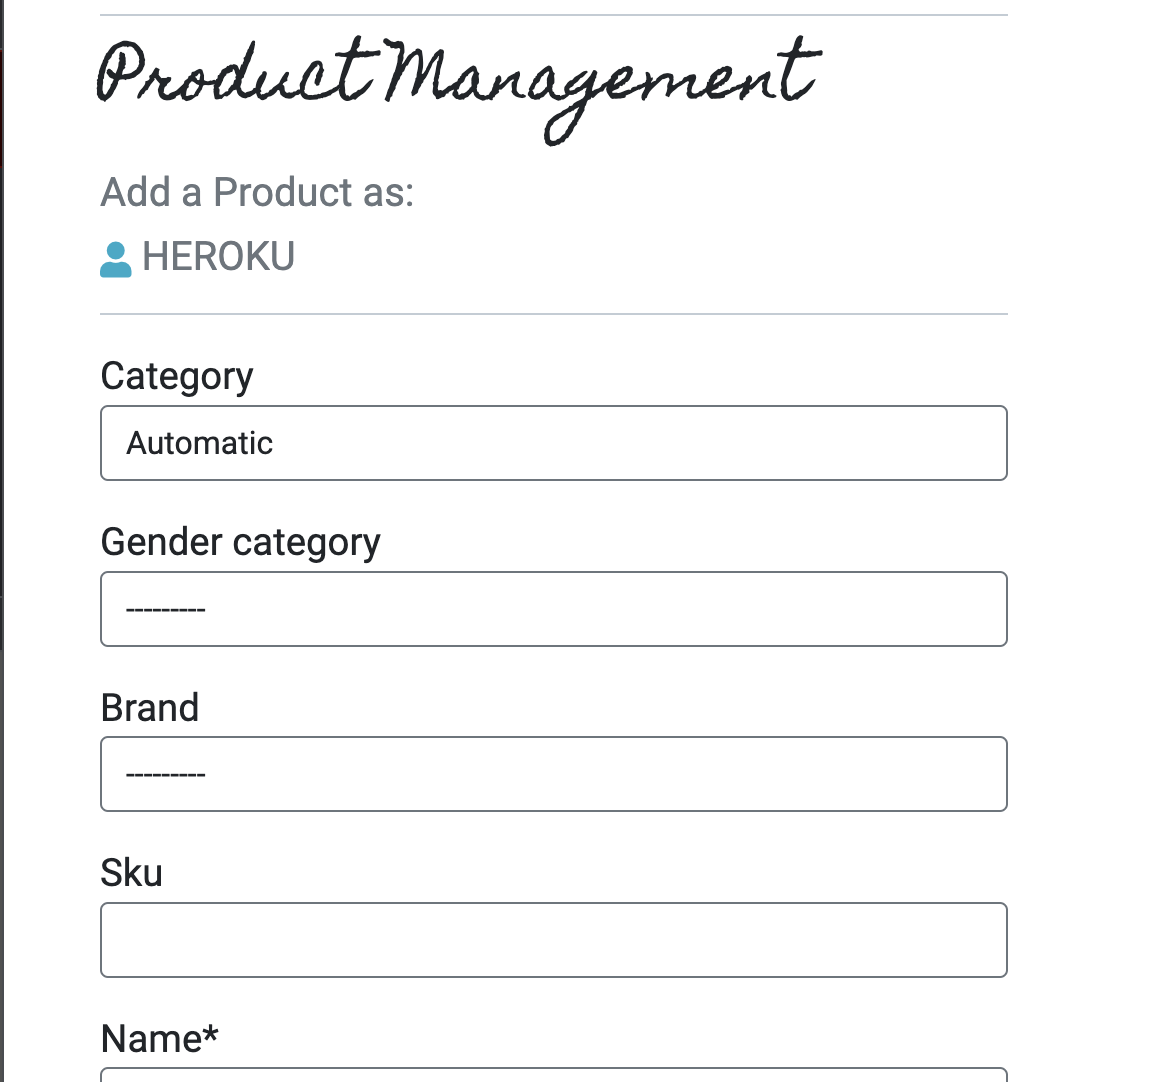 Product Management
Add a Product as:
HEROKU
Category
Automatic
Gender category
---------
Brand
---------
Sku
Name*